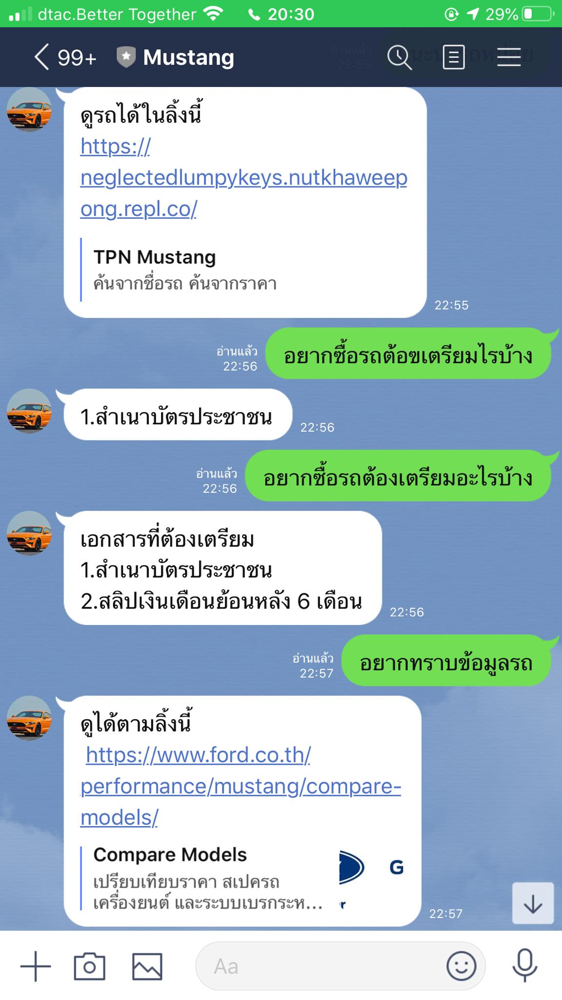 dtac.Better Together 20:30 29%
99+ Mustang
อ่านแล้ว
22:55
ดูรถได้ในลิ้งนี้
https://
neglectedlumpykeys.nutkhaweep
ong.repl.co/
TPN Mustang
ค้นจากชื่อรถ ค้นจากราคา
22:55
อยากซื้อรถต้อฃเตรียมไรบ้าง
อ่านแล้ว
22:56
1.สำเนาบัตรประชาชน
22:56
อยากซื้อรถต้องเตรียมอะไรบ้าง
อ่านแล้ว
22:56
เอกสารที่ต้องเตรียม
1.สำเนาบัตรประชาชน
2.สลิปเงินเดือนย้อนหลัง 6 เดือน
22:56
อยากทราบข้อมูลรถ
อ่านแล้ว
22:57
ดูได้ตามลิ้งนี้
https://www.ford.co.th/
performance/mustang/compare-
models/
Compare Models
เปรียบเทียบราคา สเปครถ
เครื่องยนต์ และระบบเบรกระห...
G
r
22:57
Aa